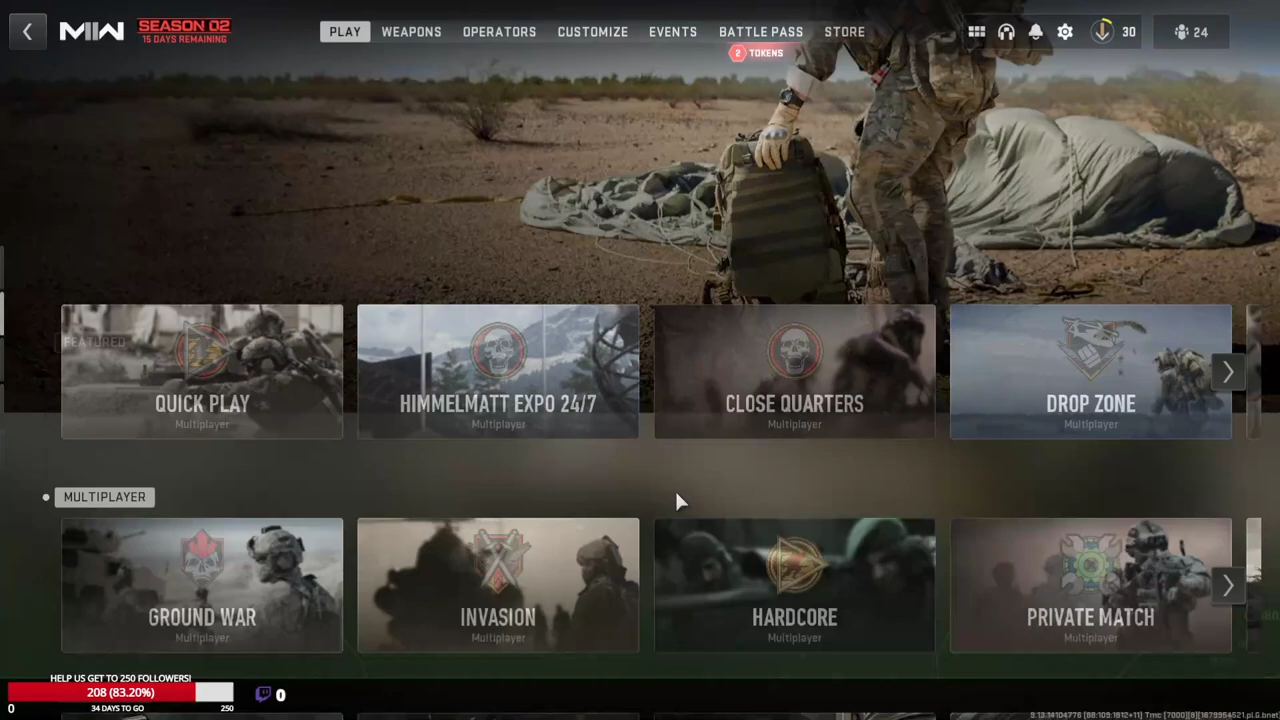 MW
SEASON 02
15 DAYS REMAINING
PLAY
WEAPONS
OPERATORS
CUSTOMIZE
EVENTS
BATTLE PASS
STORE
30
24
2 TOKENS
FEATURED
QUICK PLAY
Multiplayer
HIMMELMATT EXPO 24/7
Multiplayer
CLOSE QUARTERS
Multiplayer
DROP ZONE
Multiplayer
MULTIPLAYER
GROUND WAR
Multiplayer
INVASION
Multiplayer
HARDCORE
Multiplayer
PRIVATE MATCH
Multiplayer
HELP US GET TO 250 FOLLOWERS!
208 (83.20%)
0
34 DAYS TO GO
250
0